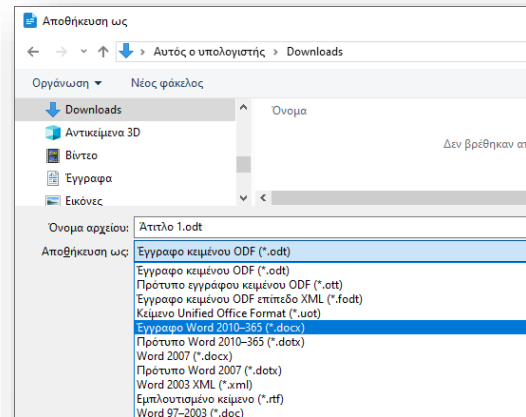 Αποθήκευση ως
Αυτός ο υπολογιστής › Downloads
Οργάνωση Νέος φάκελος
Downloads
Αντικείμενα 3D
Βίντεο
Έγγραφα
Εικόνες
Όνομα
Δεν βρέθηκαν
Όνομα αρχείου: Άτιτλο 1.odt
Αποθήκευση ως: Έγγραφο κειμένου ODF (*.odt)
Έγγραφο κειμένου ODF (*.odt)
Πρότυπο εγγράφου κειμένου ODF (*.ott)
Έγγραφο κειμένου ODF επίπεδο XML (*.fodt)
Κείμενο Unified Office Format (*.uot)
Έγγραφο Word 2010–365 (*.docx)
Πρότυπο Word 2010–365 (*.dotx)
Word 2007 (*.docx)
Πρότυπο Word 2007 (*.dotx)
Word 2003 XML (*.xml)
Εμπλουτισμένο κείμενο (*.rtf)
Word 97–2003 (*.doc)